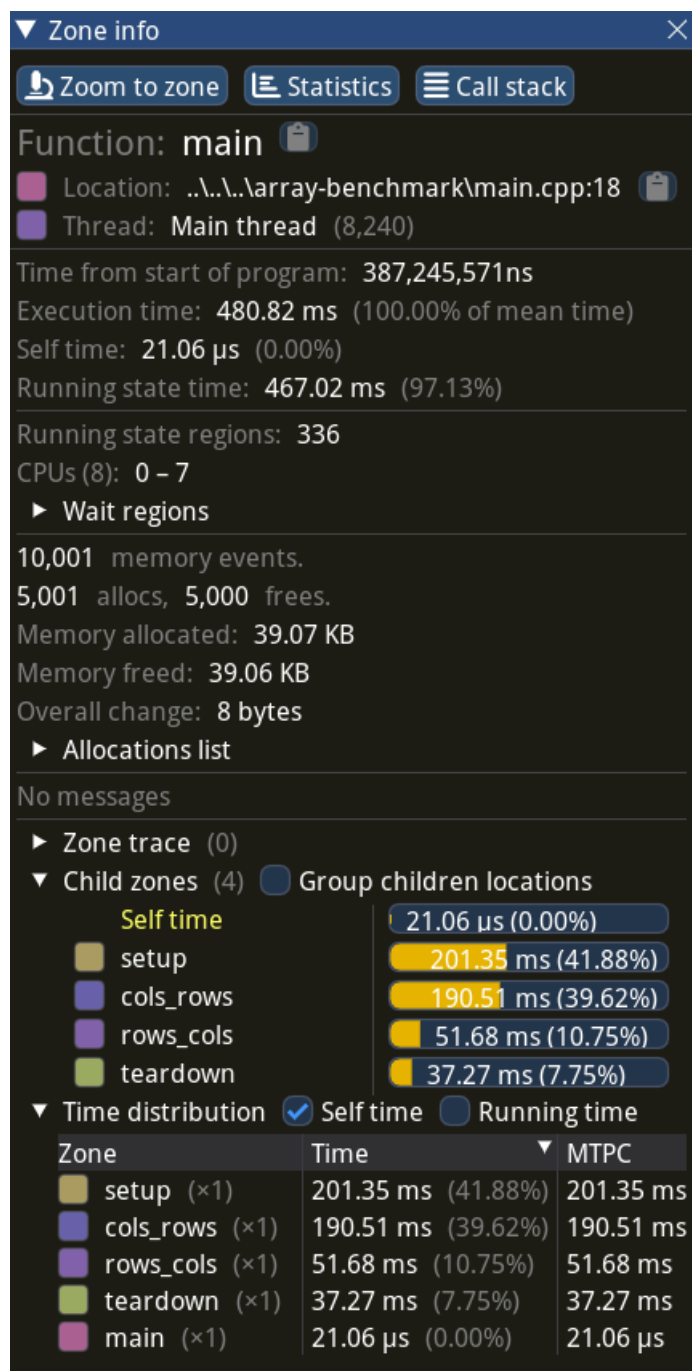 Zone info
Zoom to zone Statistics Call stack
Function: main
Location: ..\..\..\array-benchmark\main.cpp:18
Thread: Main thread (8,240)
Time from start of program: 387,245,571ns
Execution time: 480.82 ms (100.00% of mean time)
Self time: 21.06 μs (0.00%)
Running state time: 467.02 ms (97.13%)
Running state regions: 336
CPUs (8): 0 – 7
Wait regions
10,001 memory events.
5,001 allocs, 5,000 frees.
Memory allocated: 39.07 KB
Memory freed: 39.06 KB
Overall change: 8 bytes
Allocations list
No messages
Zone trace (0)
Child zones (4) Group children locations
Self time 21.06 μs (0.00%)
setup 201.35 ms (41.88%)
cols_rows 190.51 ms (39.62%)
rows_cols 51.68 ms (10.75%)
teardown 37.27 ms (7.75%)
Time distribution Self time Running time
Zone Time MTPC
setup (×1) 201.35 ms (41.88%) 201.35 ms
cols_rows (×1) 190.51 ms (39.62%) 190.51 ms
rows_cols (×1) 51.68 ms (10.75%) 51.68 ms
teardown (×1) 37.27 ms (7.75%) 37.27 ms
main (×1) 21.06 μs (0.00%) 21.06 μs